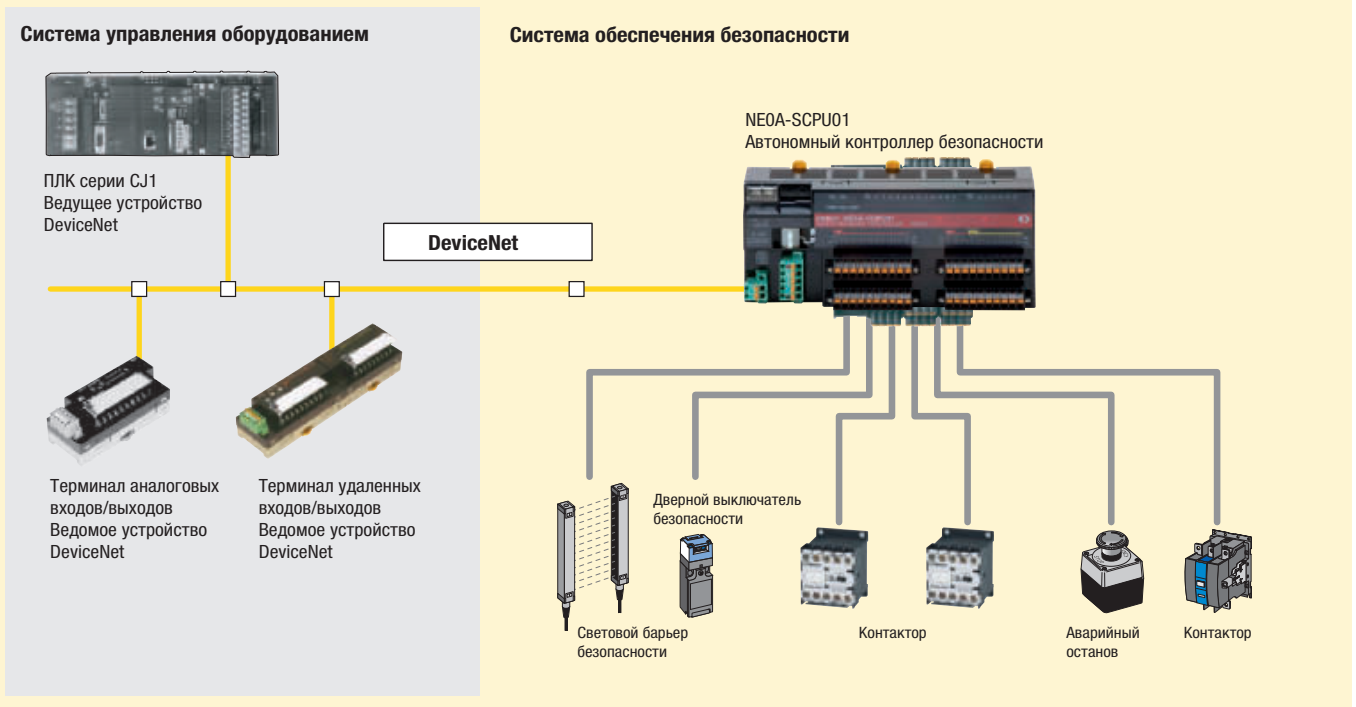 Система управления оборудованием
Система обеспечения безопасности
NE0A-SCPU01
Автономный контроллер безопасности
ПЛК серии CJ1
Ведущее устройство
DeviceNet
DeviceNet
Терминал аналоговых
входов/выходов
Ведомое устройство
DeviceNet
Терминал удаленных
входов/выходов
Ведомое устройство
DeviceNet
Дверной выключатель
безопасности
Световой барьер
безопасности
Контактор
Аварийный
останов
Контактор